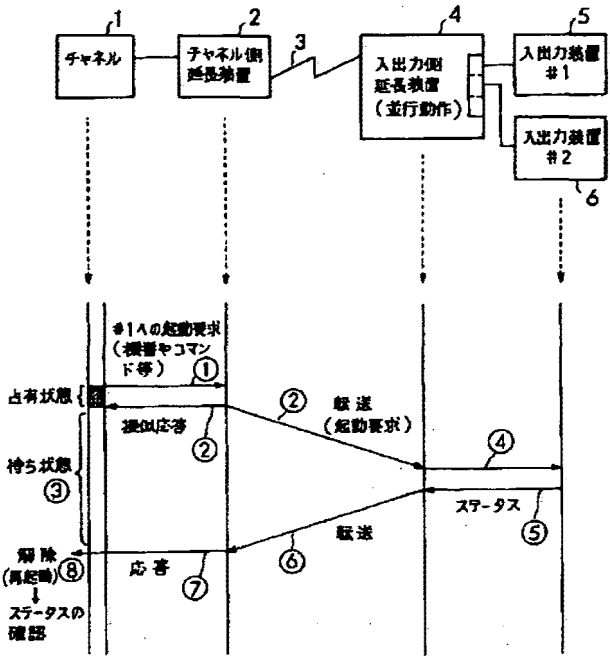 1
2
3
4
5
チャネル
チャネル側
延長装置
入出力側
延長装置
(並行動作)
入出力装置
#1
入出力装置
#2
6
#1への起動要求
(機番やコマン
ド等)
①
占有状態
擬似応答
②
②
転送
(起動要求)
待ち状態
③
④
ステータス
⑤
転送
⑥
解除
(再起動)
⑧
応答
⑦
ステータスの
確認